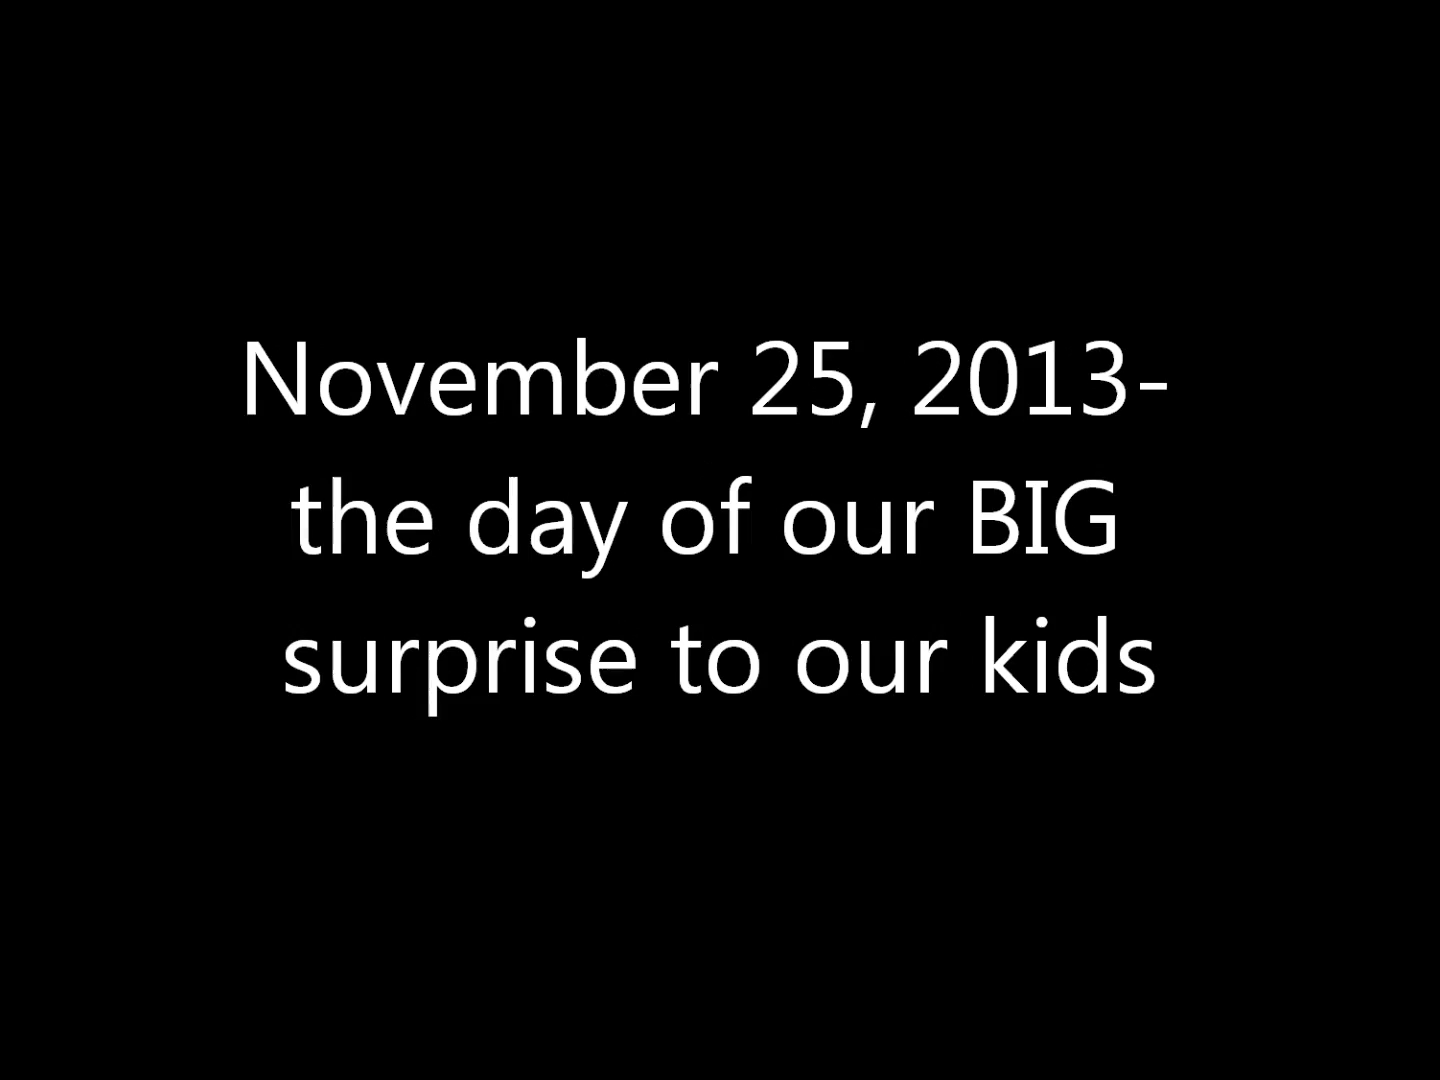 November 25, 2013-
the day of our BIG
surprise to our kids